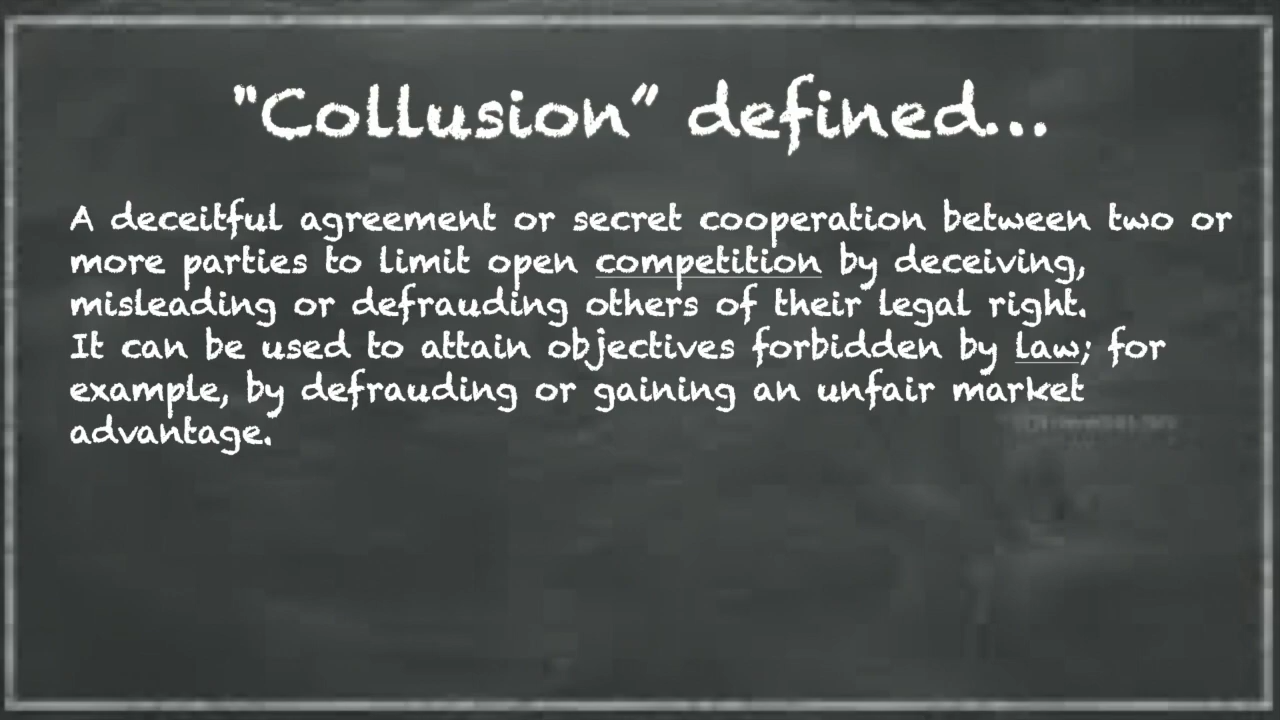 "Collusion” defined...
A deceitful agreement or secret cooperation between two or
more parties to limit open competition by deceiving,
misleading or defrauding others of their legal right.
It can be used to attain objectives forbidden by law; for
example, by defrauding or gaining an unfair market
advantage.